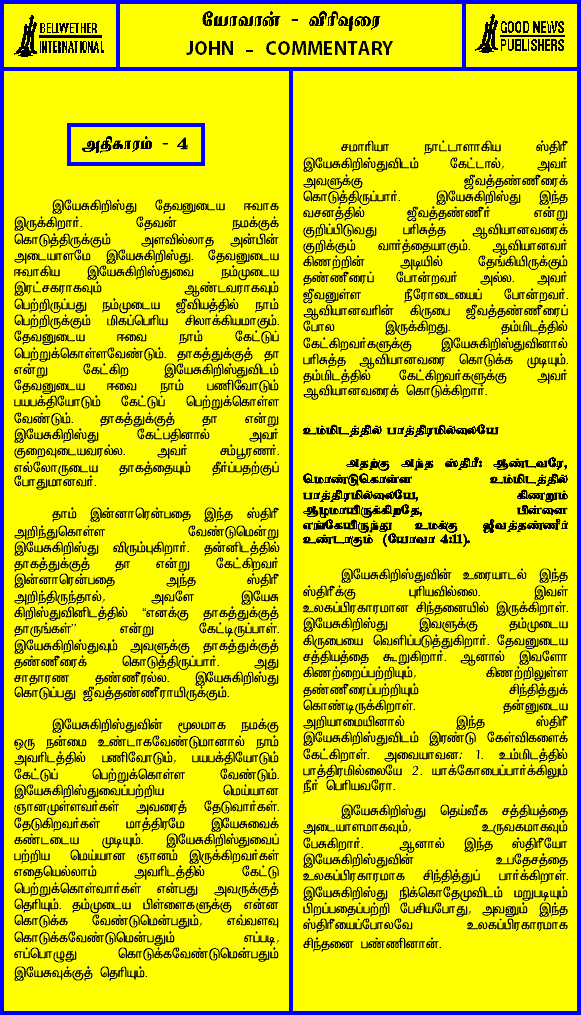 BELWETHER
INTERNATIONAL
யோவான் - விரிவுரை
JOHN - COMMENTARY
GOOD NEWS
PUBLISHERS
அதிகாரம் - 4
இயேசுகிறிஸ்து தேவனுடைய ஈவாக
இருக்கிறார். தேவன் நமக்குக்
கொடுத்திருக்கும் அளவில்லாத அன்பின்
அடையாளமே இயேசுகிறிஸ்து. தேவனுடைய
ஈவாகிய இயேசுகிறிஸ்துவை நம்முடைய
இரட்சகராகவும் ஆண்டவராகவும்
பெற்றிருப்பது நம்முடைய ஜீவியத்தில் நாம்
பெற்றிருக்கும் மிகப்பெரிய சிலாக்கியமாகும்.
தேவனுடைய ஈவை நாம் கேட்டுப்
பெற்றுக்கொள்ளவேண்டும். தாகத்துக்குத் தா
என்று கேட்கிற இயேசுகிறிஸ்துவிடம்
தேவனுடைய ஈவை நாம் பணிவோடும்
பயபக்தியோடும் கேட்டுப் பெற்றுக்கொள்ள
வேண்டும். தாகத்துக்குத் தா என்று
இயேசுகிறிஸ்து கேட்பதினால் அவர்
குறைவுடையவரல்ல. அவர் சம்பூரணர்.
எல்லோருடைய தாகத்தையும் தீர்ப்பதற்குப்
போதுமானவர்.
தாம் இன்னாரென்பதை இந்த ஸ்திரீ
அறிந்துகொள்ள வேண்டுமென்று
இயேசுகிறிஸ்து விரும்புகிறார். தன்னிடத்தில்
தாகத்துக்குத் தா என்று கேட்கிறவர்
இன்னாரென்பதை அந்த ஸ்திரீ
அறிந்திருந்தால், அவளே இயேசு
கிறிஸ்துவினிடத்தில் “எனக்கு தாகத்துக்குத்
தாருங்கள்” என்று கேட்டிருப்பாள்.
இயேசுகிறிஸ்துவும் அவளுக்கு தாகத்துக்குத்
தண்ணீரைக் கொடுத்திருப்பார். அது
சாதாரண தண்ணீரல்ல. இயேசுகிறிஸ்து
கொடுப்பது ஜீவத்தண்ணீராயிருக்கும்.
இயேசுகிறிஸ்துவின் மூலமாக நமக்கு
ஒரு நன்மை உண்டாகவேண்டுமானால் நாம்
அவரிடத்தில் பணிவோடும், பயபக்தியோடும்
கேட்டுப் பெற்றுக்கொள்ள வேண்டும்.
இயேசுகிறிஸ்துவைப்பற்றிய மெய்யான
ஞானமுள்ளவர்கள் அவரைத் தேடுவார்கள்.
தேடுகிறவர்கள் மாத்திரமே இயேசுவைக்
கண்டடைய முடியும். இயேசுகிறிஸ்துவைப்
பற்றிய மெய்யான ஞானம் இருக்கிறவர்கள்
எதையெல்லாம் அவரிடத்தில் கேட்டு
பெற்றுக்கொள்வார்கள் என்பது அவருக்குத்
தெரியும். தம்முடைய பிள்ளைகளுக்கு என்ன
கொடுக்க வேண்டுமென்பதும், எவ்வளவு
கொடுக்கவேண்டுமென்பதும் எப்படி,
எப்பொழுது கொடுக்கவேண்டுமென்பதும்
இயேசுவுக்குத் தெரியும்.
சமாரியா நாட்டாளாகிய ஸ்திரீ
இயேசுகிறிஸ்துவிடம் கேட்டால், அவர்
அவளுக்கு ஜீவத்தண்ணீரைக்
கொடுத்திருப்பார். இயேசுகிறிஸ்து இந்த
வசனத்தில் ஜீவத்தண்ணீர் என்று
குறிப்பிடுவது பரிசுத்த ஆவியானவரைக்
குறிக்கும் வார்த்தையாகும். ஆவியானவர்
கிணற்றின் அடியில் தேங்கியிருக்கும்
தண்ணீரைப் போன்றவர் அல்ல. அவர்
ஜீவனுள்ள நீரோடையைப் போன்றவர்.
ஆவியானவரின் கிருபை ஜீவத்தண்ணீரைப்
போல இருக்கிறது. தம்மிடத்தில்
கேட்கிறவர்களுக்கு இயேசுகிறிஸ்துவினால்
பரிசுத்த ஆவியானவரை கொடுக்க முடியும்.
தம்மிடத்தில் கேட்கிறவர்களுக்கு அவர்
ஆவியானவரைக் கொடுக்கிறார்.
உம்மிடத்தில் பாத்திரமில்லையே
அதற்கு அந்த ஸ்திரீ: ஆண்டவரே,
மொண்டுகொள்ள உம்மிடத்தில்
பாத்திரமில்லையே, கிணறும்
ஆழமாயிருக்கிறதே, பின்னை
எங்கேயிருந்து உமக்கு ஜீவத்தண்ணீர்
உண்டாகும் (யோவா 4:11).
இயேசுகிறிஸ்துவின் உரையாடல் இந்த
ஸ்திரீக்கு புரியவில்லை. இவள்
உலகப்பிரகாரமான சிந்தனையில் இருக்கிறாள்.
இயேசுகிறிஸ்து இவளுக்கு தம்முடைய
கிருபையை வெளிப்படுத்துகிறார். தேவனுடைய
சத்தியத்தை கூறுகிறார். ஆனால் இவளோ
கிணற்றைப்பற்றியும், கிணற்றிலுள்ள
தண்ணீரைப்பற்றியும் சிந்தித்துக்
கொண்டிருக்கிறாள். தன்னுடைய
அறியாமையினால் இந்த ஸ்திரீ
இயேசுகிறிஸ்துவிடம் இரண்டு கேள்விகளைக்
கேட்கிறாள். அவையாவன: 1. உம்மிடத்தில்
பாத்திரமில்லையே 2. யாக்கோபைப்பார்க்கிலும்
நீர் பெரியவரோ.
இயேசுகிறிஸ்து தெய்வீக சத்தியத்தை
அடையாளமாகவும், உருவகமாகவும்
பேசுகிறார். ஆனால் இந்த ஸ்திரீயோ
இயேசுகிறிஸ்துவின் உபதேசத்தை
உலகப்பிரகாரமாக சிந்தித்துப் பார்க்கிறாள்.
இயேசுகிறிஸ்து நிக்கொதேமுவிடம் மறுபடியும்
பிறப்பதைப்பற்றி பேசியபோது, அவனும் இந்த
ஸ்திரீயைப்போலவே உலகப்பிரகாரமாக
சிந்தனை பண்ணினான்.